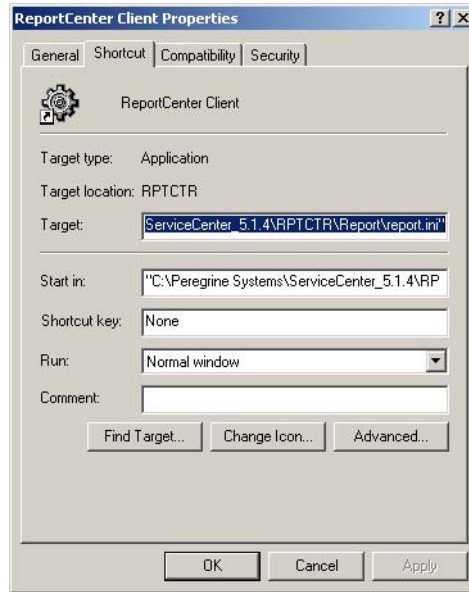 ReportCenter Client Properties
General Shortcut Compatibility Security
ReportCenter Client
Target type: Application
Target location: RPTCTR
Target: ServiceCenter_5.1.4\RPTCTR\Report\report.ini"
Start in: "C:\Peregrine Systems\ServiceCenter_5.1.4\RP
Shortcut key: None
Run: Normal window
Comment:
Find Target... Change Icon... Advanced...
OK Cancel Apply